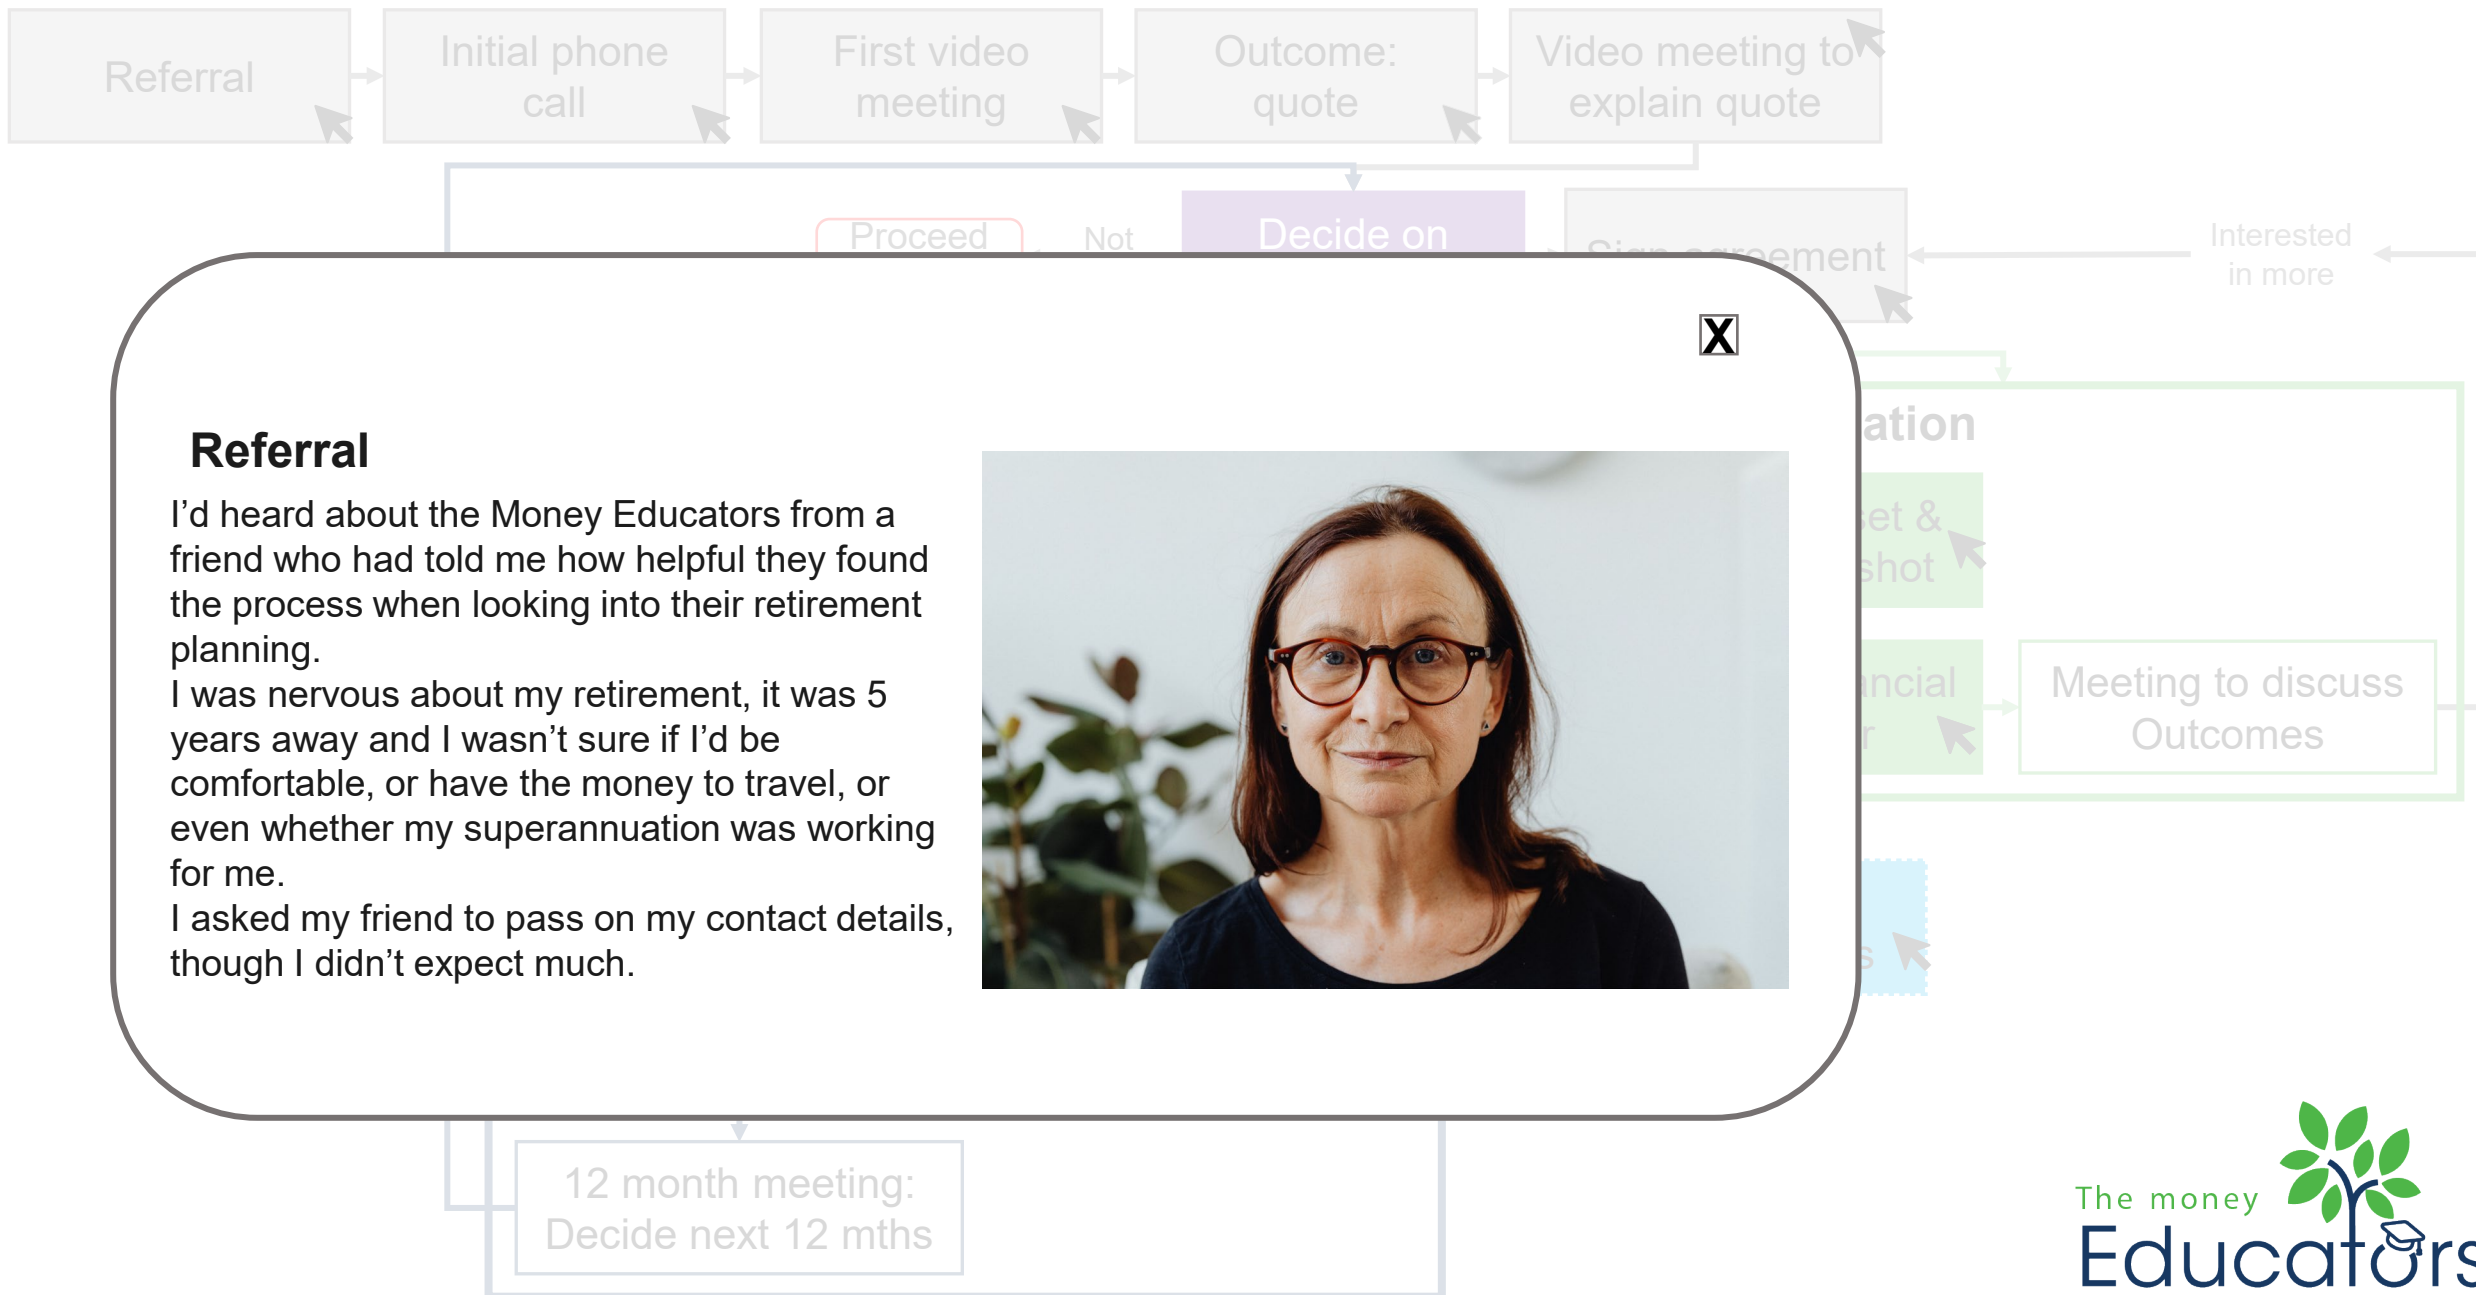 Referral
Initial phone
call
First video
meeting
Outcome:
quote
Video meeting to
explain quote
Proceed
Not
Decide on
Sign agreement
Interested
in more
X
Referral
I’d heard about the Money Educators from a
friend who had told me how helpful they found
the process when looking into their retirement
planning.
I was nervous about my retirement, it was 5
years away and I wasn’t sure if I’d be
comfortable, or have the money to travel, or
even whether my superannuation was working
for me.
I asked my friend to pass on my contact details,
though I didn’t expect much.
ation
set &
shot
ancial
r
Meeting to discuss
Outcomes
s
12 month meeting:
Decide next 12 mths
The money
Educators